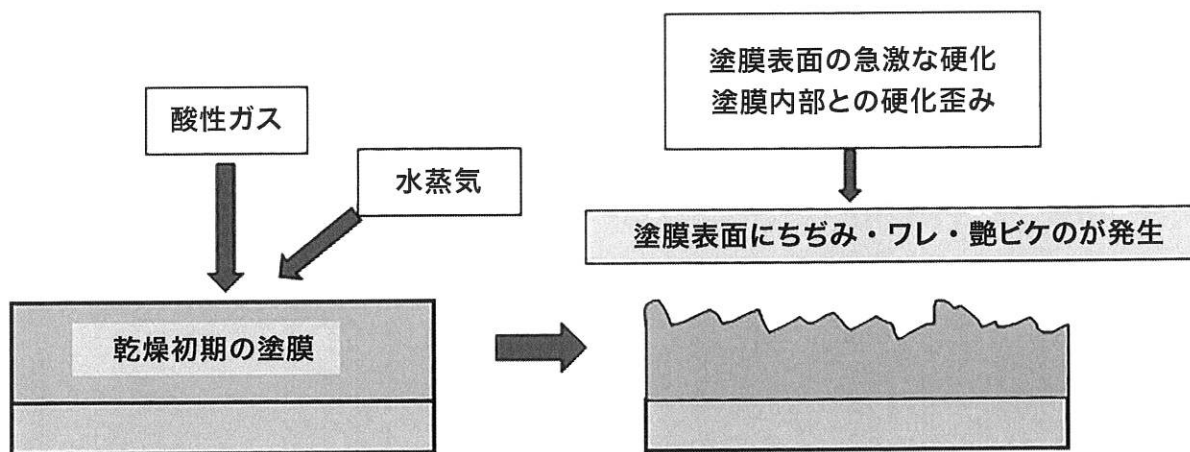 酸性ガス
水蒸気
乾燥初期の塗膜
塗膜表面の急激な硬化
塗膜内部との硬化歪み
塗膜表面にちぢみ・ワレ・艶ビケのが発生